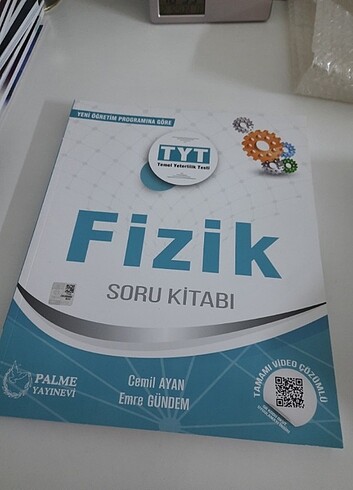 YENİ ÖĞRETİM PROGRAMINA GÖRE
TYT
Temel Yeterlilik Testi
Fizik
SORU KİTABI
PALME
YAYINEVİ
Cemil AYAN
Emre GÜNDEM
TAMAMI VİDEO ÇÖZÜMLÜ